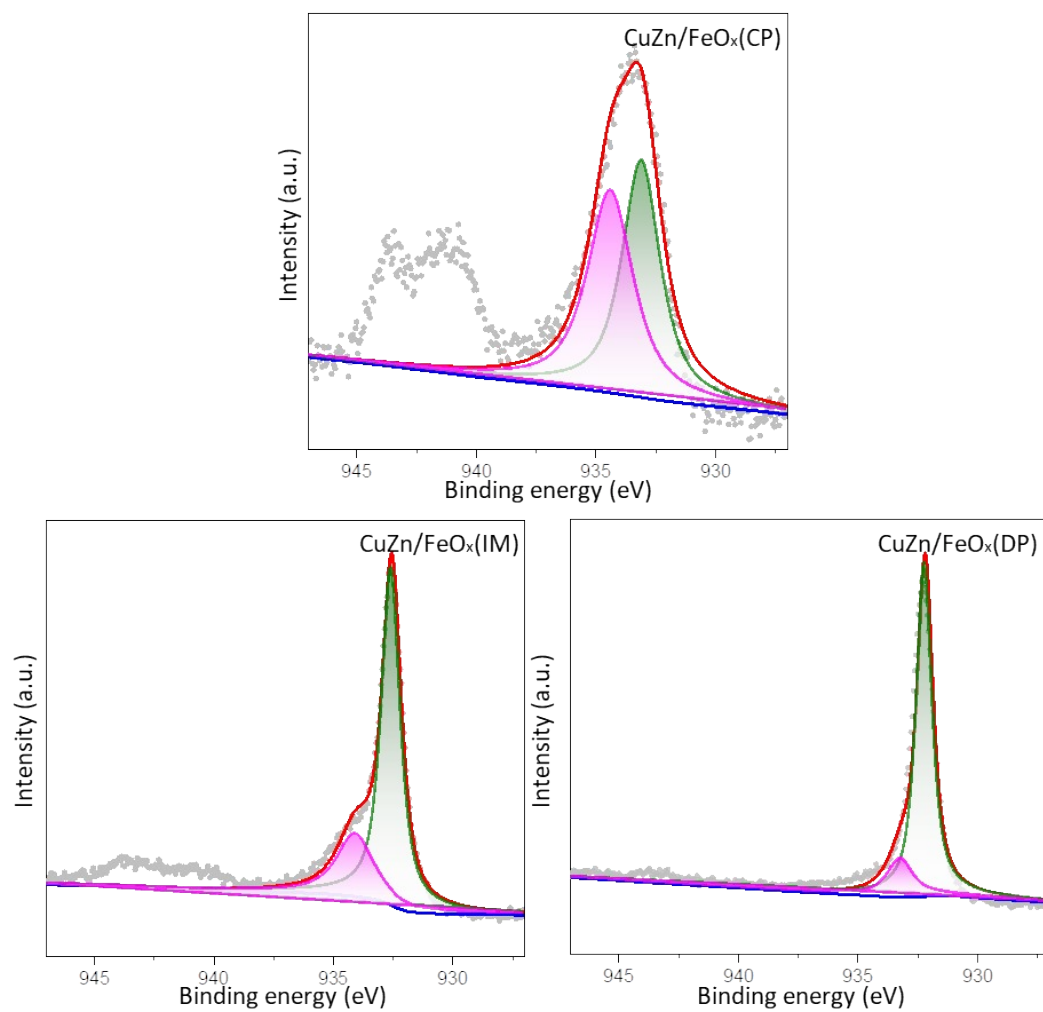 CuZn/FeOₓ(CP)
Intensity (a.u.)
945 940 935 930
Binding energy (eV)
CuZn/FeOₓ(IM)
Intensity (a.u.)
945 940 935 930
Binding energy (eV)
CuZn/FeOₓ(DP)
Intensity (a.u.)
945 940 935 930
Binding energy (eV)